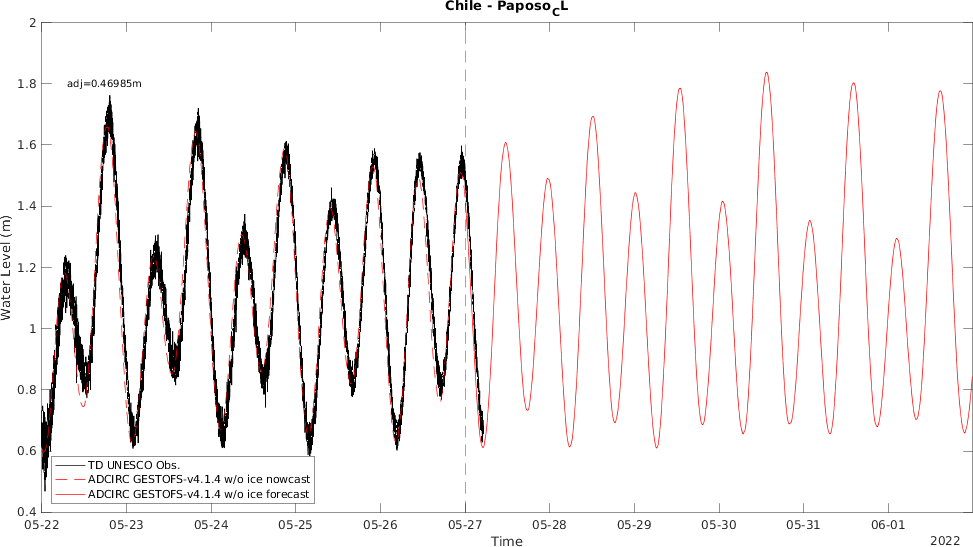 Chile - Paposo_CL
2
1.8
1.6
1.4
1.2
1
0.8
0.6
0.4
Water Level (m)
adj=0.46985m
TD UNESCO Obs.
ADCIRC GESTOFS-v4.1.4 w/o ice nowcast
ADCIRC GESTOFS-v4.1.4 w/o ice forecast
05-22 05-23 05-24 05-25 05-26 05-27 05-28 05-29 05-30 05-31 06-01
Time
2022